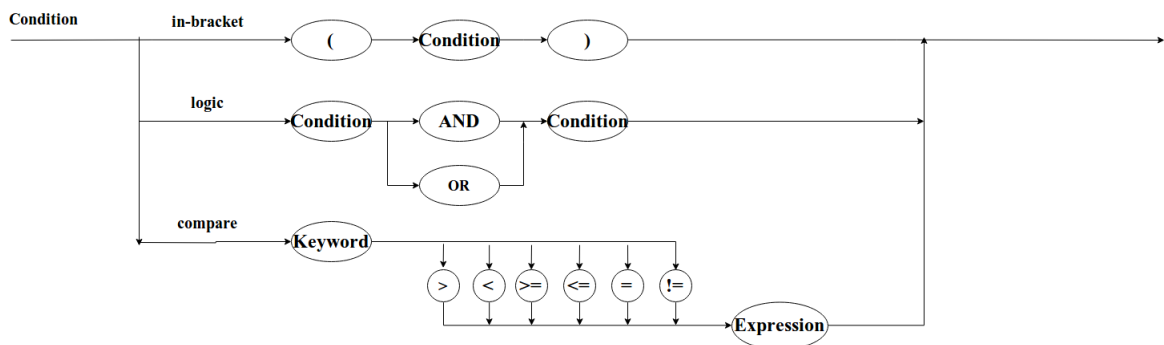 Condition in-bracket
( Condition )
logic
Condition AND Condition
OR
compare
Keyword
> < >= <= = !=
Expression